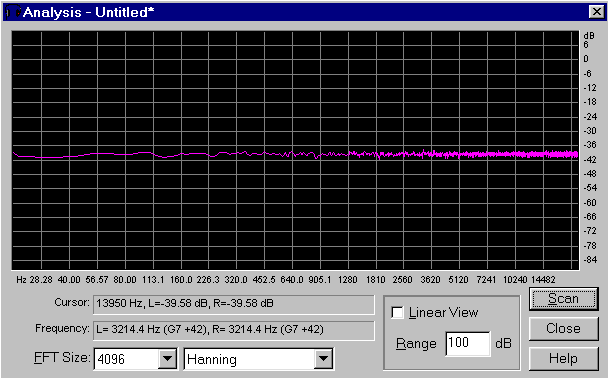 Analysis - Untitled*
dB
6
0
-6
-12
-18
-24
-30
-36
-42
-48
-54
-60
-66
-72
-78
-84
Hz 28.28 40.00 56.57 80.00 113.1 160.0 226.3 320.0 452.5 640.0 905.1 1280 1810.3 2560 3620 5120 7241 10240 14482
Cursor: 13950 Hz, L=-39.58 dB, R=-39.58 dB
Scan
Linear View
Frequency: L= 3214.4 Hz (G7 +42), R= 3214.4 Hz (G7 +42)
Close
Range 100 dB
FFT Size: 4096 Hanning
Help